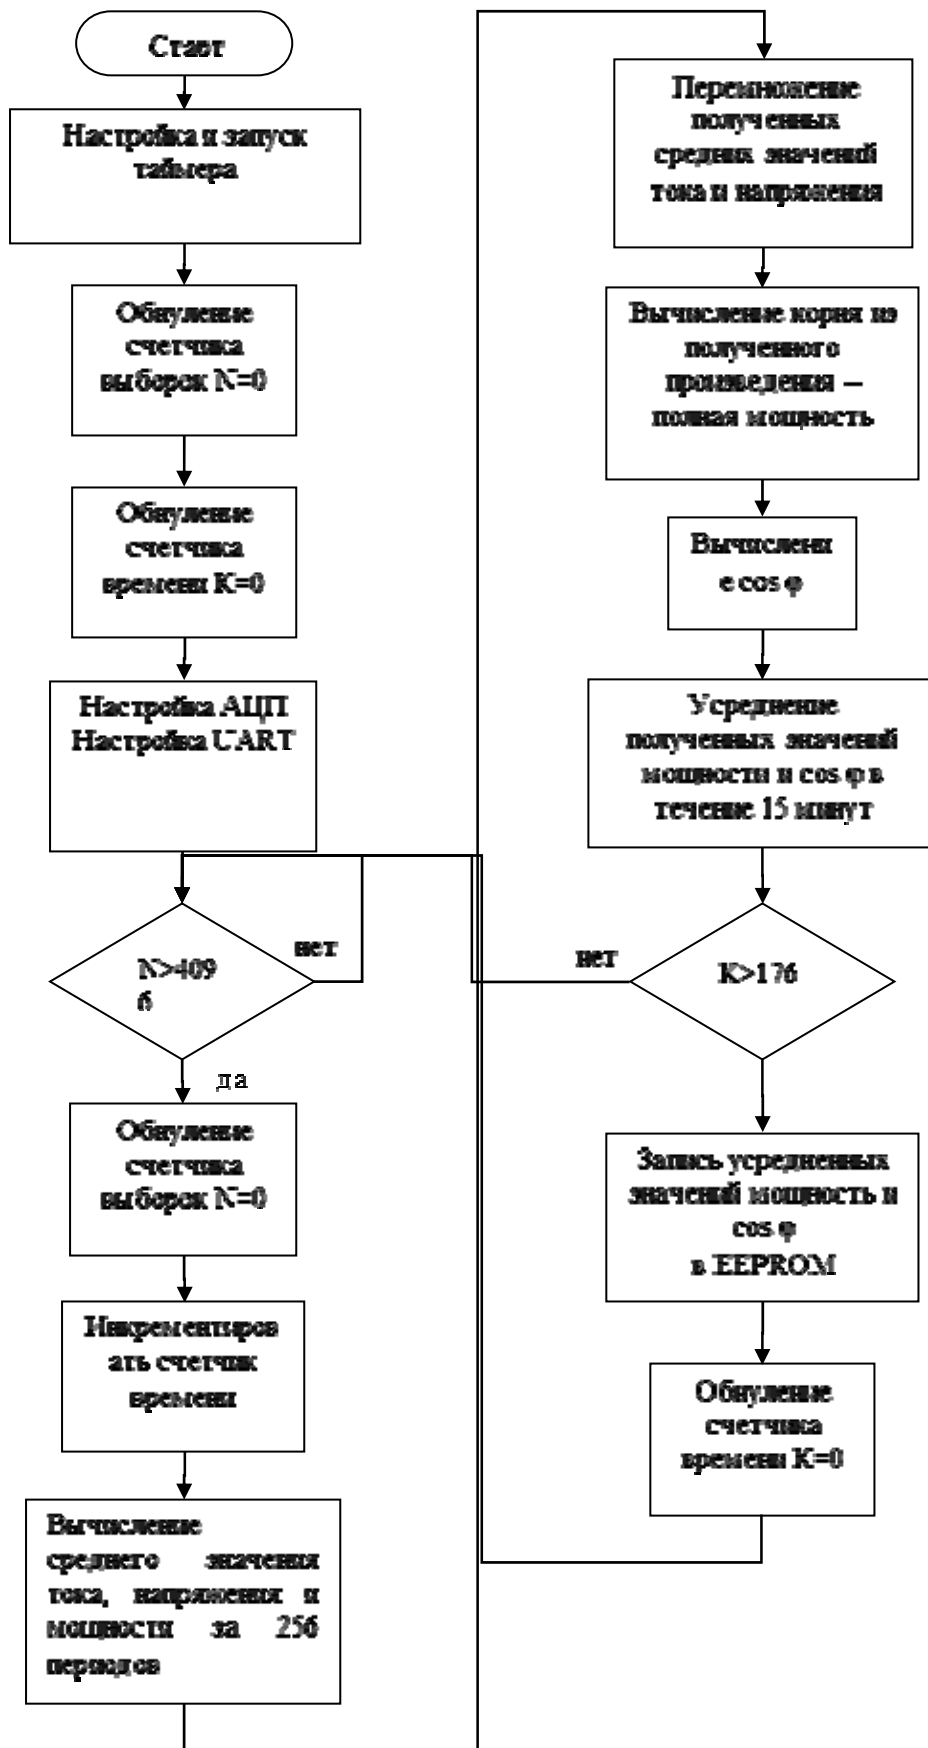 Старт
Настройка и запуск
таймера
Обнуление
счетчика
выборок N=0
Обнуление
счетчика
времени K=0
Настройка АЦП
Настройка UART
N>409
6
нет
да
Обнуление
счетчика
выборок N=0
Инкрементиров
ать счетчик
времени
Вычисление
среднего значения
тока, напряжения и
мощности за 256
периодов
Перемножение
полученных
средних значений
тока и напряжения
Вычисление корня из
полученного
произведения –
полная мощность
Вычислени
е cos φ
Усреднение
полученных значений
мощности и cos φ в
течение 15 минут
нет
K>176
Запись усредненных
значений мощность и
cos φ
в EEPROM
Обнуление
счетчика
времени K=0